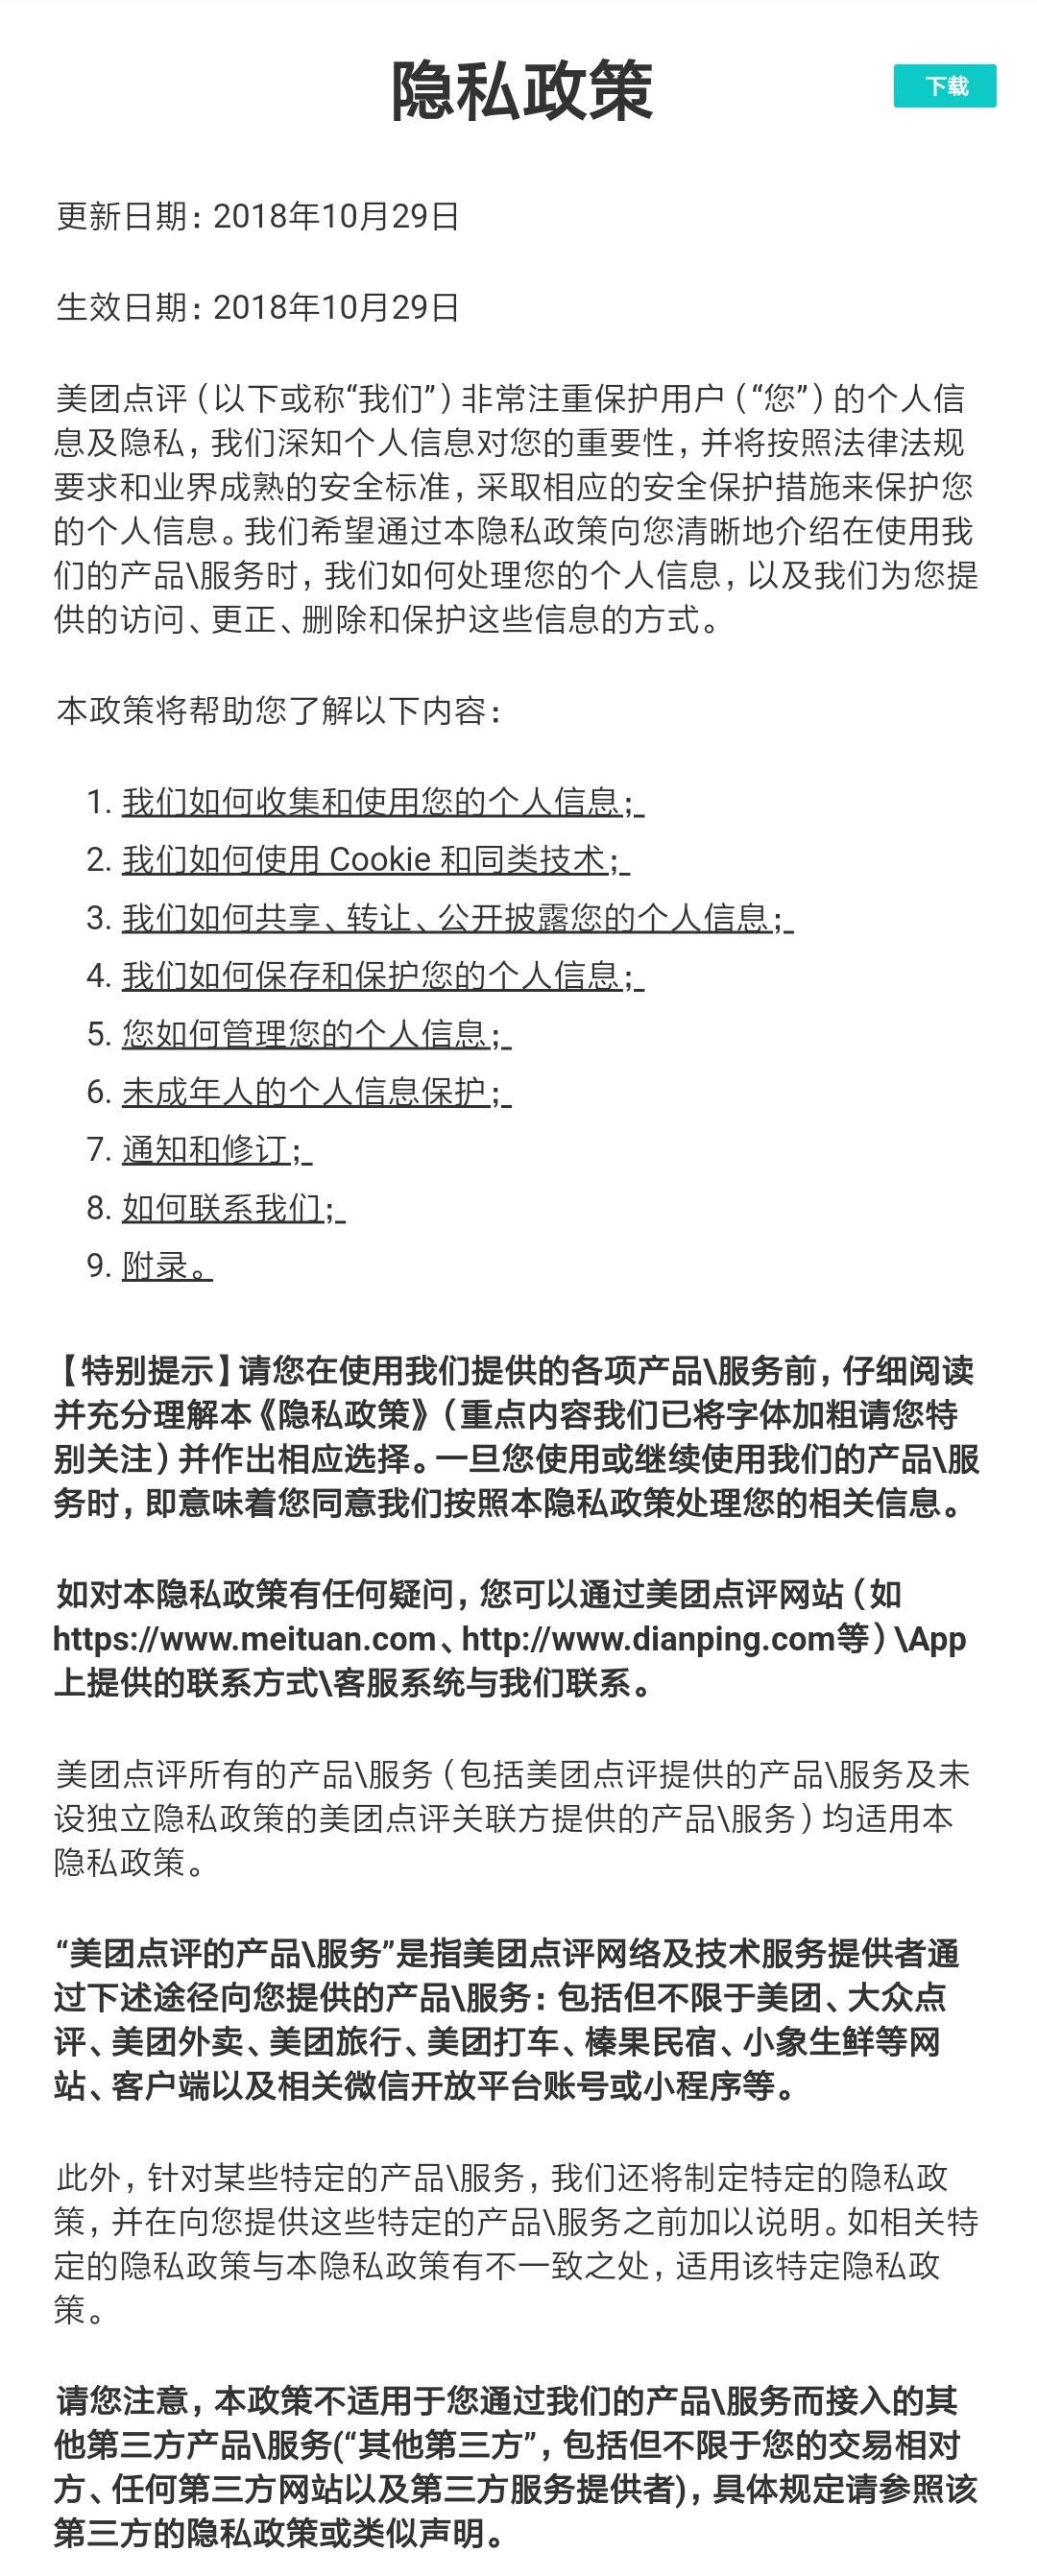 隐私政策
下载
更新日期：2018年10月29日
生效日期：2018年10月29日
美团点评（以下或称“我们”）非常注重保护用户（“您”）的个人信
息及隐私，我们深知个人信息对您的重要性，并将按照法律法规
要求和业界成熟的安全标准，采取相应的安全保护措施来保护您
的个人信息。我们希望通过本隐私政策向您清晰地介绍在使用我
们的产品\服务时，我们如何处理您的个人信息，以及我们为您提
供的访问、更正、删除和保护这些信息的方式。
本政策将帮助您了解以下内容：
1. 我们如何收集和使用您的个人信息；
2. 我们如何使用 Cookie 和同类技术；
3. 我们如何共享、转让、公开披露您的个人信息；
4. 我们如何保存和保护您的个人信息；
5. 您如何管理您的个人信息；
6. 未成年人的个人信息保护；
7. 通知和修订；
8. 如何联系我们；
9. 附录。
【特别提示】请您在使用我们提供的各项产品\服务前，仔细阅读
并充分理解本《隐私政策》（重点内容我们已将字体加粗请您特
别关注）并作出相应选择。一旦您使用或继续使用我们的产品\服
务时，即意味着您同意我们按照本隐私政策处理您的相关信息。
如对本隐私政策有任何疑问，您可以通过美团点评网站（如
https://www.meituan.com、http://www.dianping.com等）\App
上提供的联系方式\客服系统与我们联系。
美团点评所有的产品\服务（包括美团点评提供的产品\服务及未
设独立隐私政策的美团点评关联方提供的产品\服务）均适用本
隐私政策。
“美团点评的产品\服务”是指美团点评网络及技术服务提供者通
过下述途径向您提供的产品\服务：包括但不限于美团、大众点
评、美团外卖、美团旅行、美团打车、榛果民宿、小象生鲜等网
站、客户端以及相关微信开放平台账号或小程序等。
此外，针对某些特定的产品\服务，我们还将制定特定的隐私政
策，并在向您提供这些特定的产品\服务之前加以说明。如相关特
定的隐私政策与本隐私政策有不一致之处，适用该特定隐私政
策。
请您注意，本政策不适用于您通过我们的产品\服务而接入的其
他第三方产品\服务(“其他第三方”，包括但不限于您的交易相对
方、任何第三方网站以及第三方服务提供者)，具体规定请参照该
第三方的隐私政策或类似声明。